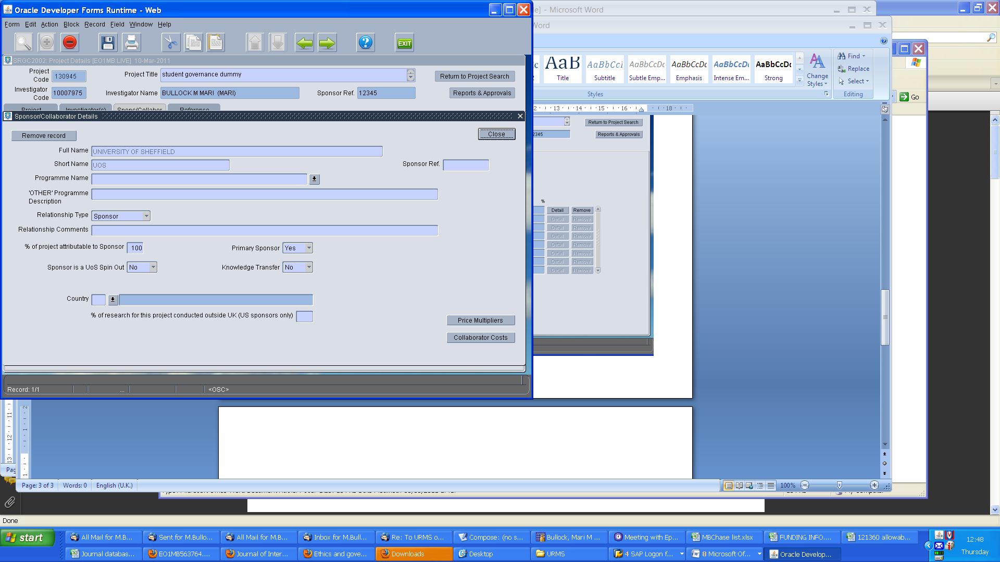 Oracle Developer Forms Runtime - Web
Form Edit Action Block Record Field Window Help
EXIT
SRGC2002: Project Details [EO1MB:LIVE] 10-Mar-2011
Project Code 130945 Project Title student governance dummy Return to Project Search
Investigator Code 10007975 Investigator Name BULLOCK M MARI (MARI) Sponsor Ref. 12345 Reports & Approvals
Project Investigator(s) Spons/Collabor Reference
Sponsor/Collaborator Details
Remove record Close
Full Name UNIVERSITY OF SHEFFIELD
Short Name UOS Sponsor Ref.
Programme Name
'OTHER' Programme Description
Relationship Type Sponsor
Relationship Comments
% of project attributable to Sponsor 100 Primary Sponsor Yes
Sponsor is a UoS Spin Out No Knowledge Transfer No
Country
% of research for this project conducted outside UK (US sponsors only)
Price Multipliers
Collaborator Costs
Record: 1/1 ... <OSC>
e] - Microsoft Word
Word
AaB AaBbCcI AaBbCcDc AaBbCcDc AaBbCcDc AaBbCcDc
Title Subtitle Subtle Emp... Emphasis Intense Em... Strong
Change Styles
Find
Replace
Select
Styles Editing
Go
2 13 14 15 16 18
Return to Project Search
2345 Reports & Approvals
%
Detail Remove
Detail Remove
Detail Remove
Detail Remove
Detail Remove
Detail Remove
Detail Remove
Detail Remove
11
12
13
2
1
1
Pag
Page: 3 of 3 Words: 0 English (U.K.) 100%
Done
start
All Mail for M.B... Sent for M.Bullo... All Mail for M.B... Inbox for M.Bull... Re: To URMS o... Compose: (no s... Bullock, Mari M ... Meeting with Ep... MBChase list.xlsx FUNDING INFO.... 121360 allowab...
Journal databas... EO1MB563764.... Journal of Inter... Ethics and gove... Downloads Desktop URMS 4 SAP Logon f... 8 Microsoft Of... Oracle Develop...
12:48
Thursday